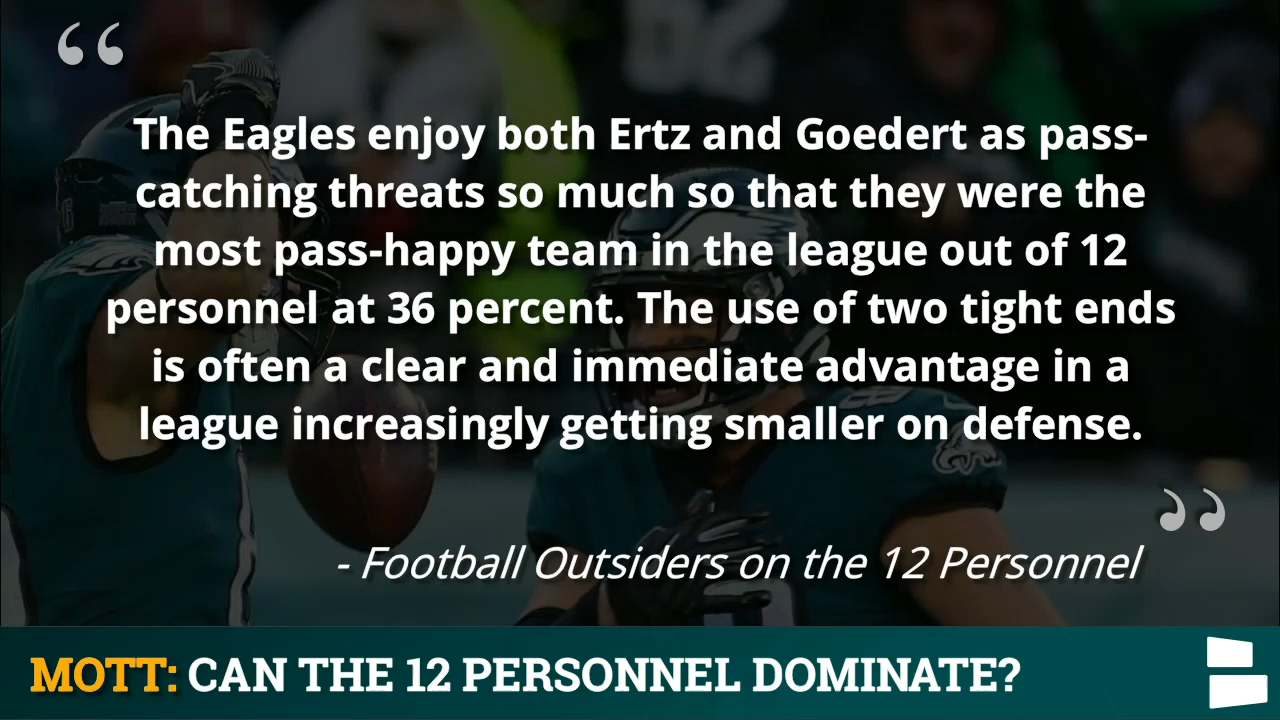 “
The Eagles enjoy both Ertz and Goedert as pass-
catching threats so much so that they were the
most pass-happy team in the league out of 12
personnel at 36 percent. The use of two tight ends
is often a clear and immediate advantage in a
league increasingly getting smaller on defense.
”
- Football Outsiders on the 12 Personnel
MOTT: CAN THE 12 PERSONNEL DOMINATE?